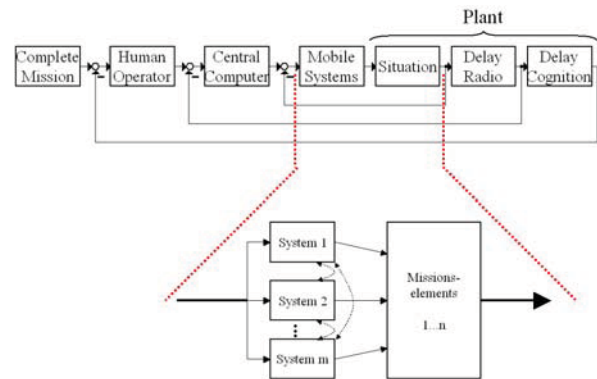 Plant
Complete
Mission
Human
Operator
Central
Computer
Mobile
Systems
Situation
Delay
Radio
Delay
Cognition
System 1
System 2
System m
Missions-
elements
1...n